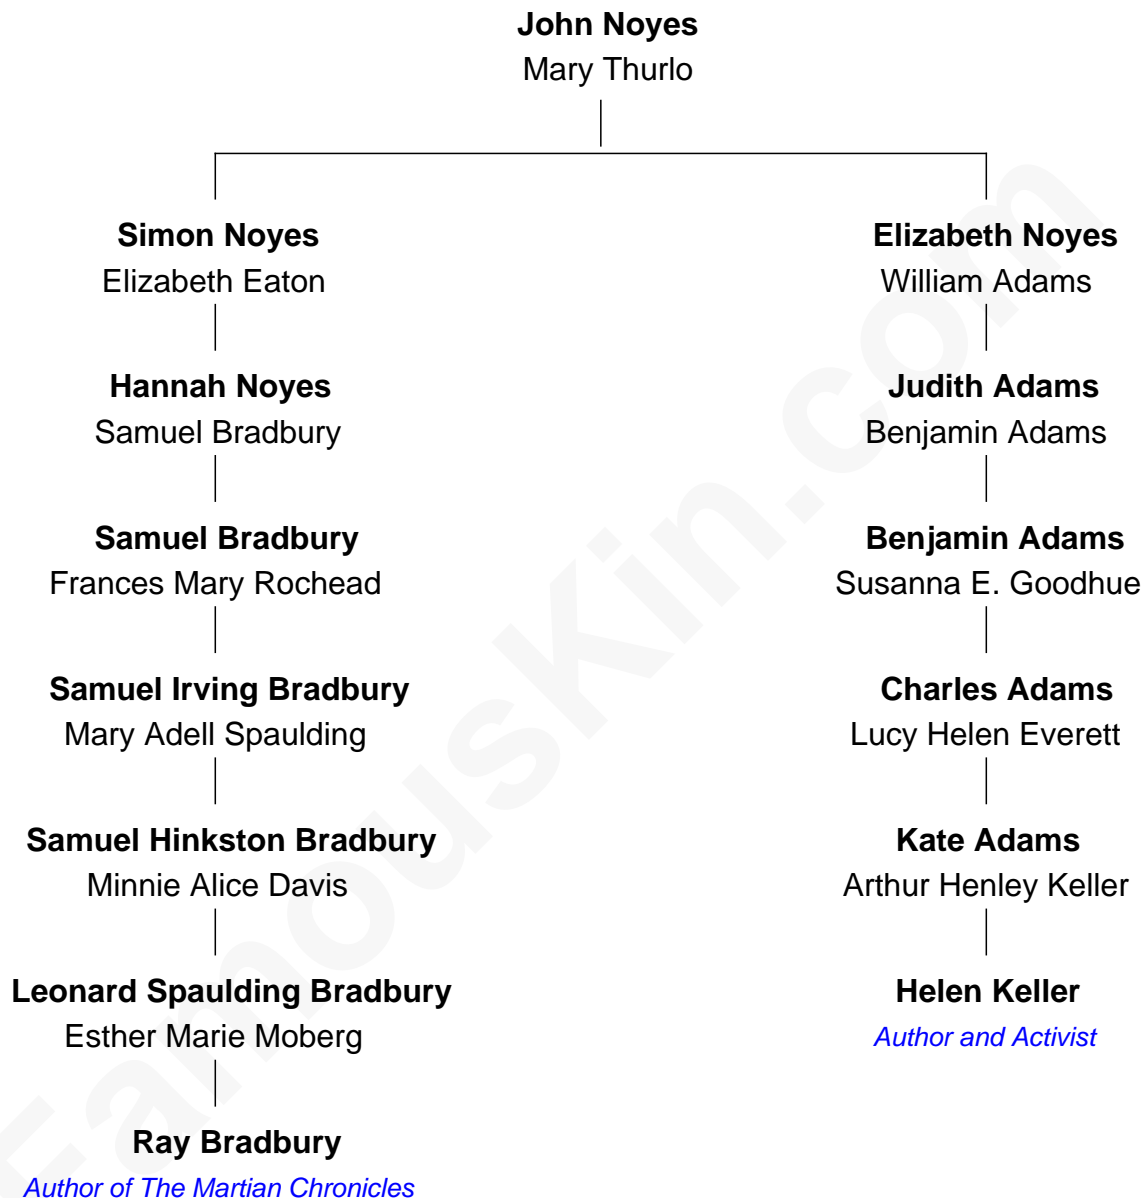 John Noyes
Mary Thurlo
Simon Noyes
Elizabeth Eaton
Elizabeth Noyes
William Adams
Hannah Noyes
Samuel Bradbury
Judith Adams
Benjamin Adams
Samuel Bradbury
Frances Mary Rochead
Benjamin Adams
Susanna E. Goodhue
Samuel Irving Bradbury
Mary Adell Spaulding
Charles Adams
Lucy Helen Everett
Samuel Hinkston Bradbury
Minnie Alice Davis
Kate Adams
Arthur Henley Keller
Leonard Spaulding Bradbury
Esther Marie Moberg
Helen Keller
Author and Activist
Ray Bradbury
Author of The Martian Chronicles
FamousKin.com